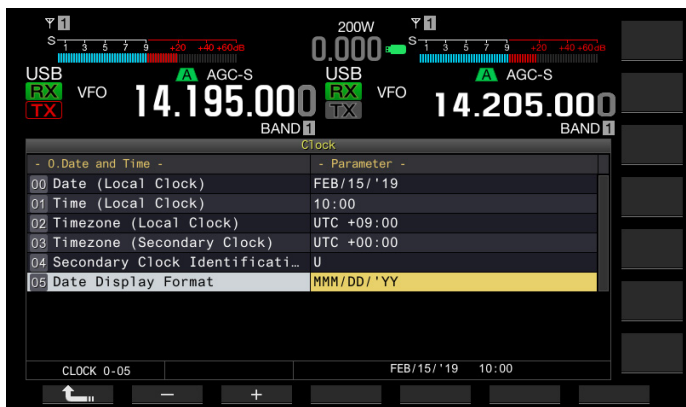 1 200W 1
S 1 3 5 7 9 +20 +40 +60dB 0.000 S 1 3 5 7 9 +20 +40 +60dB
USB A AGC-S USB A AGC-S
RX VFO 14.195.000 RX VFO 14.205.000
TX TX
BAND 1 BAND 1
Clock
- 0.Date and Time - - Parameter -
00 Date (Local Clock) FEB/15/'19
01 Time (Local Clock) 10:00
02 Timezone (Local Clock) UTC +09:00
03 Timezone (Secondary Clock) UTC +00:00
04 Secondary Clock Identificati... U
05 Date Display Format MMM/DD/'YY
CLOCK 0-05 FEB/15/'19 10:00
− +